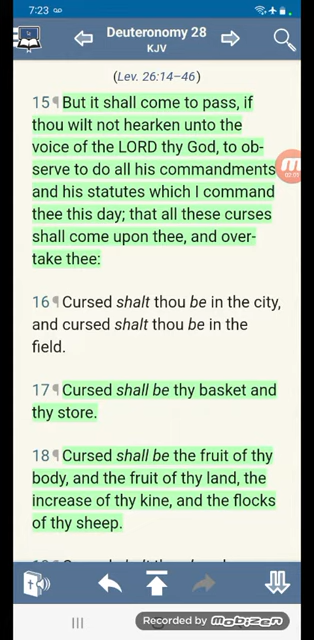 7:23
Deuteronomy 28
KJV
(Lev. 26:14–46)
15¶ But it shall come to pass, if
thou wilt not hearken unto the
voice of the LORD thy God, to ob-
serve to do all his commandments
and his statutes which I command
thee this day; that all these curses
shall come upon thee, and over-
take thee:
16¶ Cursed shalt thou be in the city,
and cursed shalt thou be in the
field.
17¶ Cursed shall be thy basket and
thy store.
18¶ Cursed shall be the fruit of thy
body, and the fruit of thy land, the
increase of thy kine, and the flocks
of thy sheep.
Recorded by mobizen